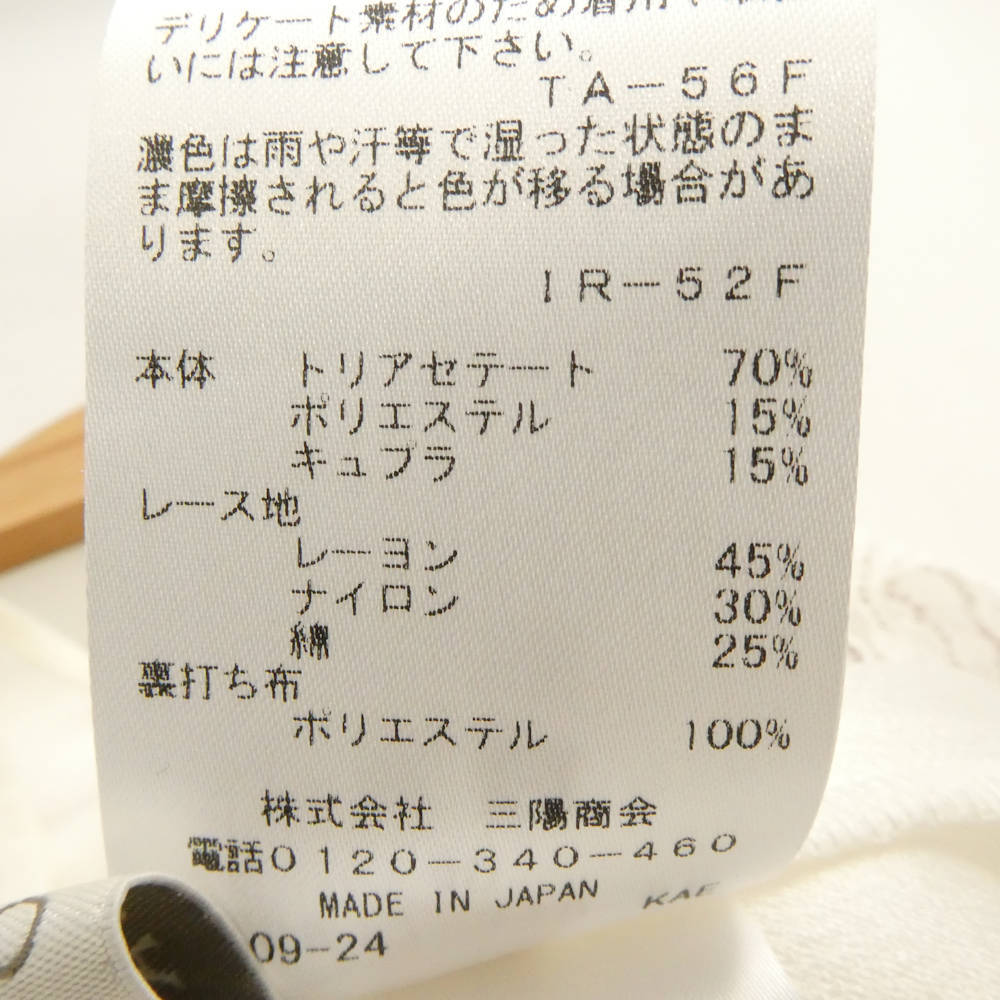 デリケート素材のため着用や
いには注意して下さい。
TA-56F
濃色は雨や汗等で湿った状態のま
ま摩擦されると色が移る場合があ
ります。
IR-52F
本体 トリアセテート 70%
ポリエステル 15%
キュプラ 15%
レース地
レーヨン 45%
ナイロン 30%
綿 25%
裏打ち布
ポリエステル 100%
株式会社 三陽商会
電話0120-340-460
MADE IN JAPAN
09-24